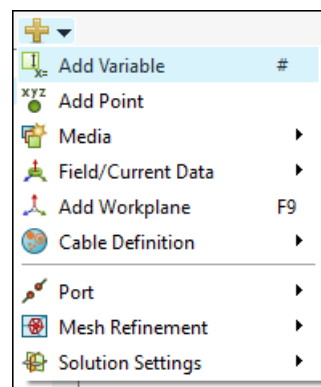 x= Add Variable #
xyz Add Point
Media
Field/Current Data
Add Workplane F9
Cable Definition
Port
Mesh Refinement
Solution Settings